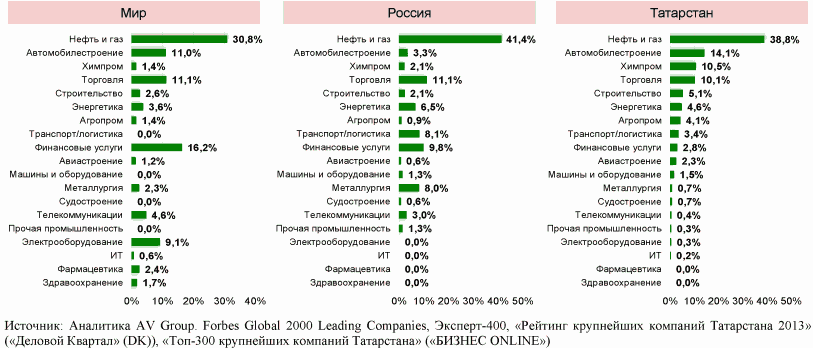 Мир
Нефть и газ 30,8%
Автомобилестроение 11,0%
Химпром 1,4%
Торговля 11,1%
Строительство 2,6%
Энергетика 3,6%
Агропром 1,4%
Транспорт/логистика 0,0%
Финансовые услуги 16,2%
Авиастроение 1,2%
Машины и оборудование 0,0%
Металлургия 2,3%
Судостроение 0,0%
Телекоммуникации 4,6%
Прочая промышленность 0,0%
Электрооборудование 9,1%
ИТ 0,6%
Фармацевтика 2,4%
Здравоохранение 1,7%
0% 10% 20% 30% 40%
Россия
Нефть и газ 41,4%
Автомобилестроение 3,3%
Химпром 2,1%
Торговля 11,1%
Строительство 2,1%
Энергетика 6,5%
Агропром 0,9%
Транспорт/логистика 8,1%
Финансовые услуги 9,8%
Авиастроение 0,6%
Машины и оборудование 1,3%
Металлургия 8,0%
Судостроение 0,6%
Телекоммуникации 3,0%
Прочая промышленность 1,3%
Электрооборудование 0,0%
ИТ 0,0%
Фармацевтика 0,0%
Здравоохранение 0,0%
0% 10% 20% 30% 40% 50%
Татарстан
Нефть и газ 38,8%
Автомобилестроение 14,1%
Химпром 10,5%
Торговля 10,1%
Строительство 5,1%
Энергетика 4,6%
Агропром 4,1%
Транспорт/логистика 3,4%
Финансовые услуги 2,8%
Авиастроение 2,3%
Машины и оборудование 1,5%
Металлургия 0,7%
Судостроение 0,7%
Телекоммуникации 0,4%
Прочая промышленность 0,3%
Электрооборудование 0,3%
ИТ 0,2%
Фармацевтика 0,0%
Здравоохранение 0,0%
0% 10% 20% 30% 40% 50%
Источник: Аналитика AV Group. Forbes Global 2000 Leading Companies, Эксперт-400, «Рейтинг крупнейших компаний Татарстана 2013»
(«Деловой Квартал» (DK)), «Топ-300 крупнейших компаний Татарстана» («БИЗНЕС ONLINE»)